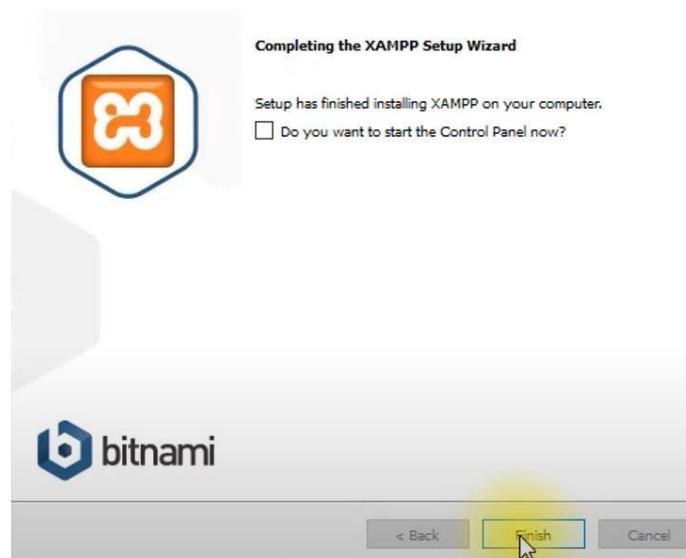 Completing the XAMPP Setup Wizard
Setup has finished installing XAMPP on your computer.
Do you want to start the Control Panel now?
bitnami
< Back
Finish
Cancel